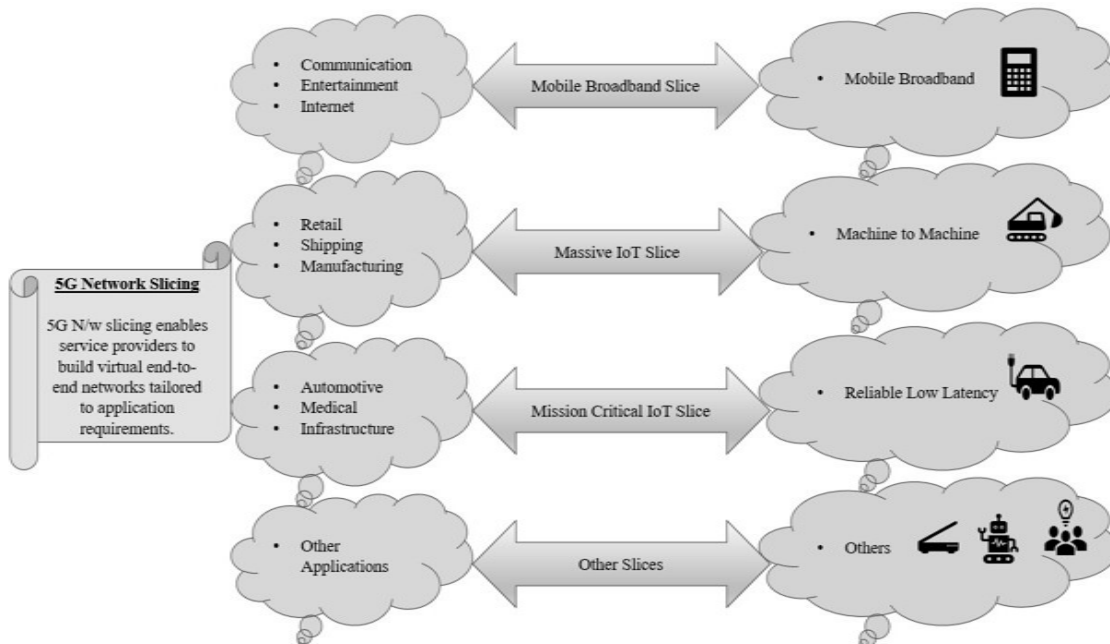 Communication
Entertainment
Internet
Mobile Broadband Slice
Mobile Broadband
Retail
Shipping
Manufacturing
Massive IoT Slice
Machine to Machine
5G Network Slicing
5G N/w slicing enables
service providers to
build virtual end-to-
end networks tailored
to application
requirements.
Automotive
Medical
Infrastructure
Mission Critical IoT Slice
Reliable Low Latency
Other
Applications
Other Slices
Others